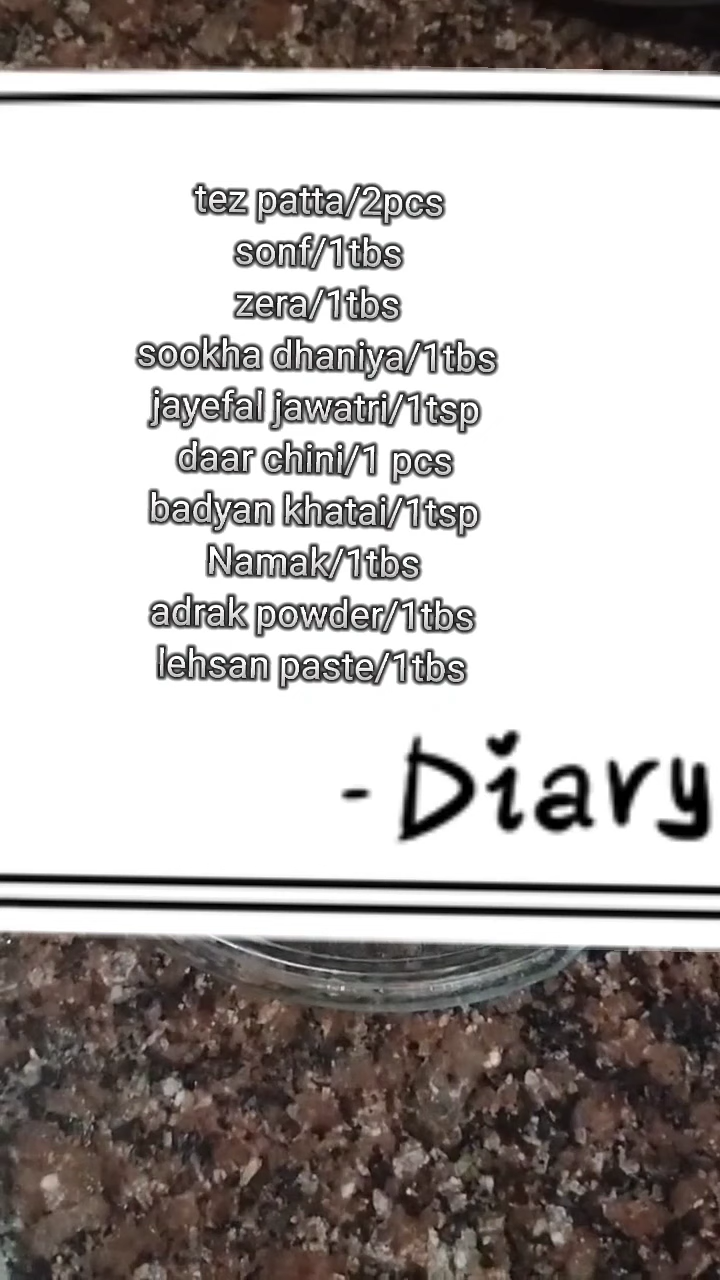 tez patta/2pcs
sonf/1tbs
zera/1tbs
sookha dhaniya/1tbs
jayefal jawatri/1tsp
daar chini/1 pcs
badyan khatai/1tsp
Namak/1tbs
adrak powder/1tbs
lehsan paste/1tbs
- Diary